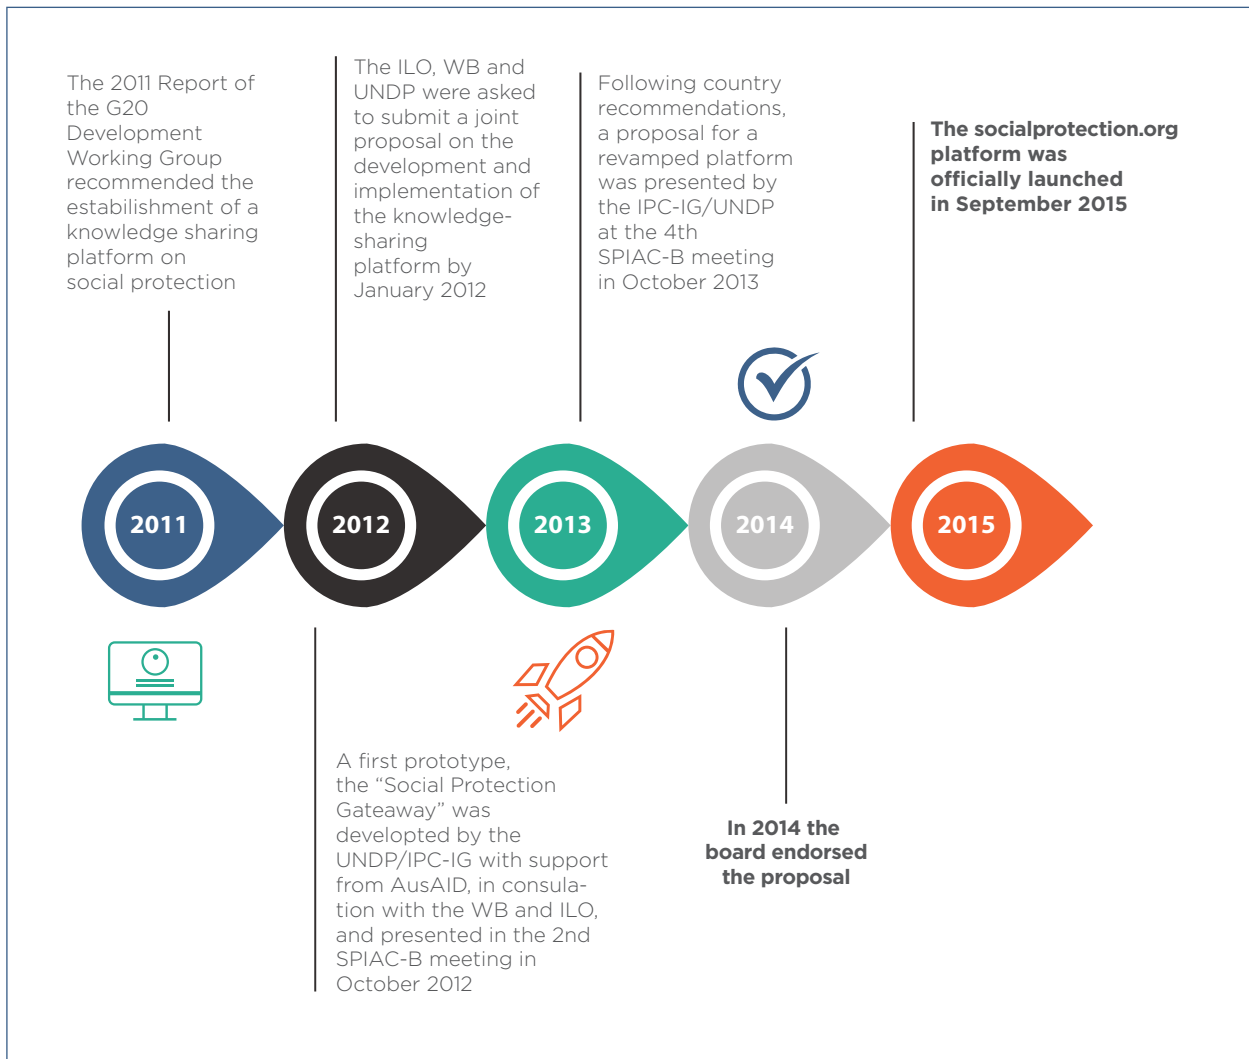 The 2011 Report of
the G20
Development
Working Group
recommended the
estabilishment of a
knowledge sharing
platform on
social protection
The ILO, WB and
UNDP were asked
to submit a joint
proposal on the
development and
implementation of
the knowledge-
sharing
platform by
January 2012
Following country
recommendations,
a proposal for a
revamped platform
was presented by
the IPC-IG/UNDP
at the 4th
SPIAC-B meeting
in October 2013
The socialprotection.org
platform was
officially launched
in September 2015
2011
2012
2013
2014
2015
A first prototype,
the “Social Protection
Gateaway” was
developted by the
UNDP/IPC-IG with support
from AusAID, in consula-
tion with the WB and ILO,
and presented in the 2nd
SPIAC-B meeting in
October 2012
In 2014 the
board endorsed
the proposal